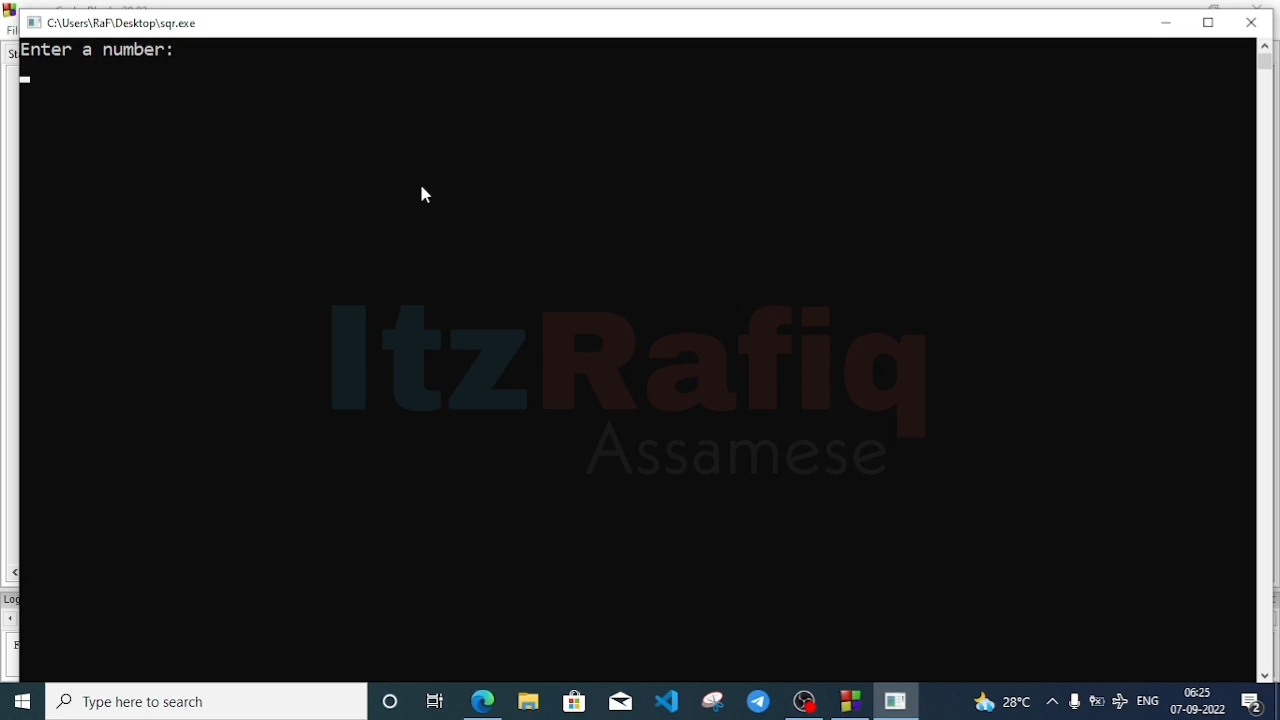 C:\Users\RaF\Desktop\sqr.exe
Enter a number:
ItzRafiq
Assamese
Type here to search
28°C
ENG
06:25
07-09-2022
2